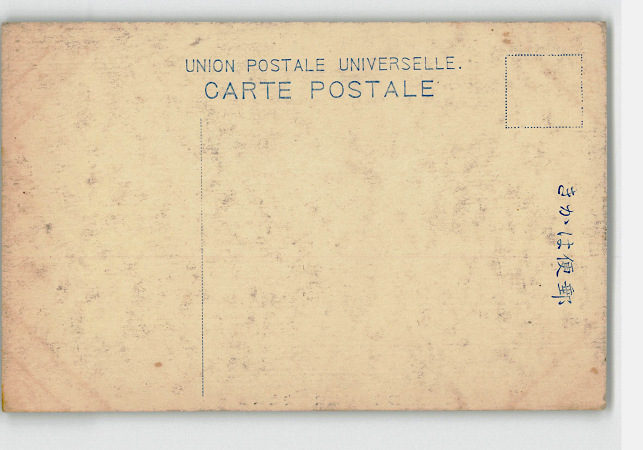 UNION POSTALE UNIVERSELLE.
CARTE POSTALE
郵便はかき